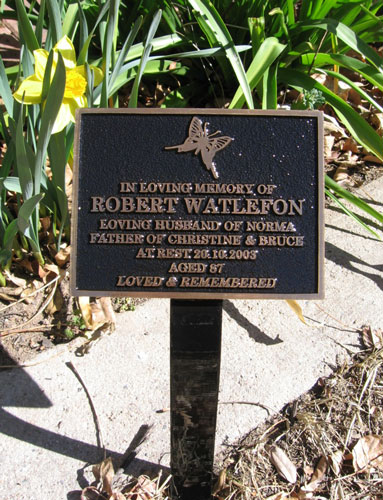 IN LOVING MEMORY OF
ROBERT WATLEFON
LOVING HUSBAND OF NORMA
FATHER OF CHRISTINE & BRUCE
AT REST 26.10.2003
AGED 87
LOVED & REMEMBERED